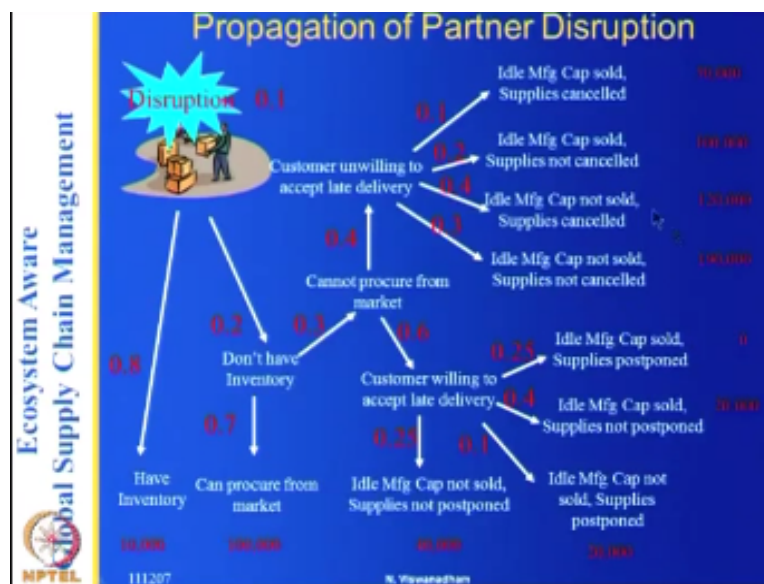 Propagation of Partner Disruption
Ecosystem Aware
Global Supply Chain Management
Disruption 0.1
Idle Mfg Cap sold,
Supplies cancelled
0.1
Idle Mfg Cap sold,
Supplies not cancelled
0.2
Customer unwilling to
accept late delivery
0.4
Idle Mfg Cap not sold,
Supplies cancelled
120,000
0.3
Idle Mfg Cap not sold,
Supplies not cancelled
0.4
Cannot procure from
market
0.2
0.3
0.6
0.8
Don't have
Inventory
0.25
Idle Mfg Cap sold,
Supplies postponed
0
Customer willing to
accept late delivery
0.4
Idle Mfg Cap sold,
Supplies not postponed
20,000
0.7
0.25
0.1
Have
Inventory
Can procure from
market
Idle Mfg Cap not sold,
Supplies not postponed
Idle Mfg Cap not
sold, Supplies
postponed
10,000
100,000
20,000
NPTEL
111207
N. Viswanadham